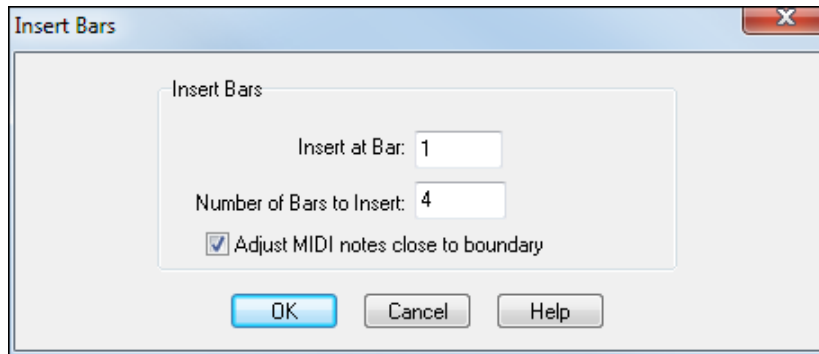 Insert Bars
Insert Bars
Insert at Bar: 1
Number of Bars to Insert: 4
Adjust MIDI notes close to boundary
OK Cancel Help